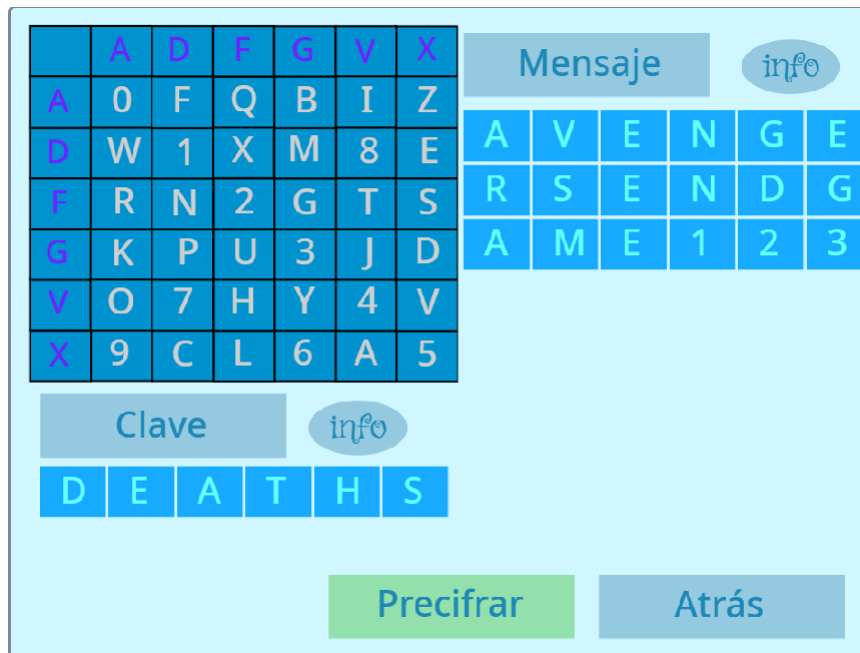 A D F G V X
A 0 F Q B I Z
D W 1 X M 8 E
F R N 2 G T S
G K P U 3 J D
V O 7 H Y 4 V
X 9 C L 6 A 5
Mensaje info
A V E N G E
R S E N D G
A M E 1 2 3
Clave info
D E A T H S
Precifrar Atrás